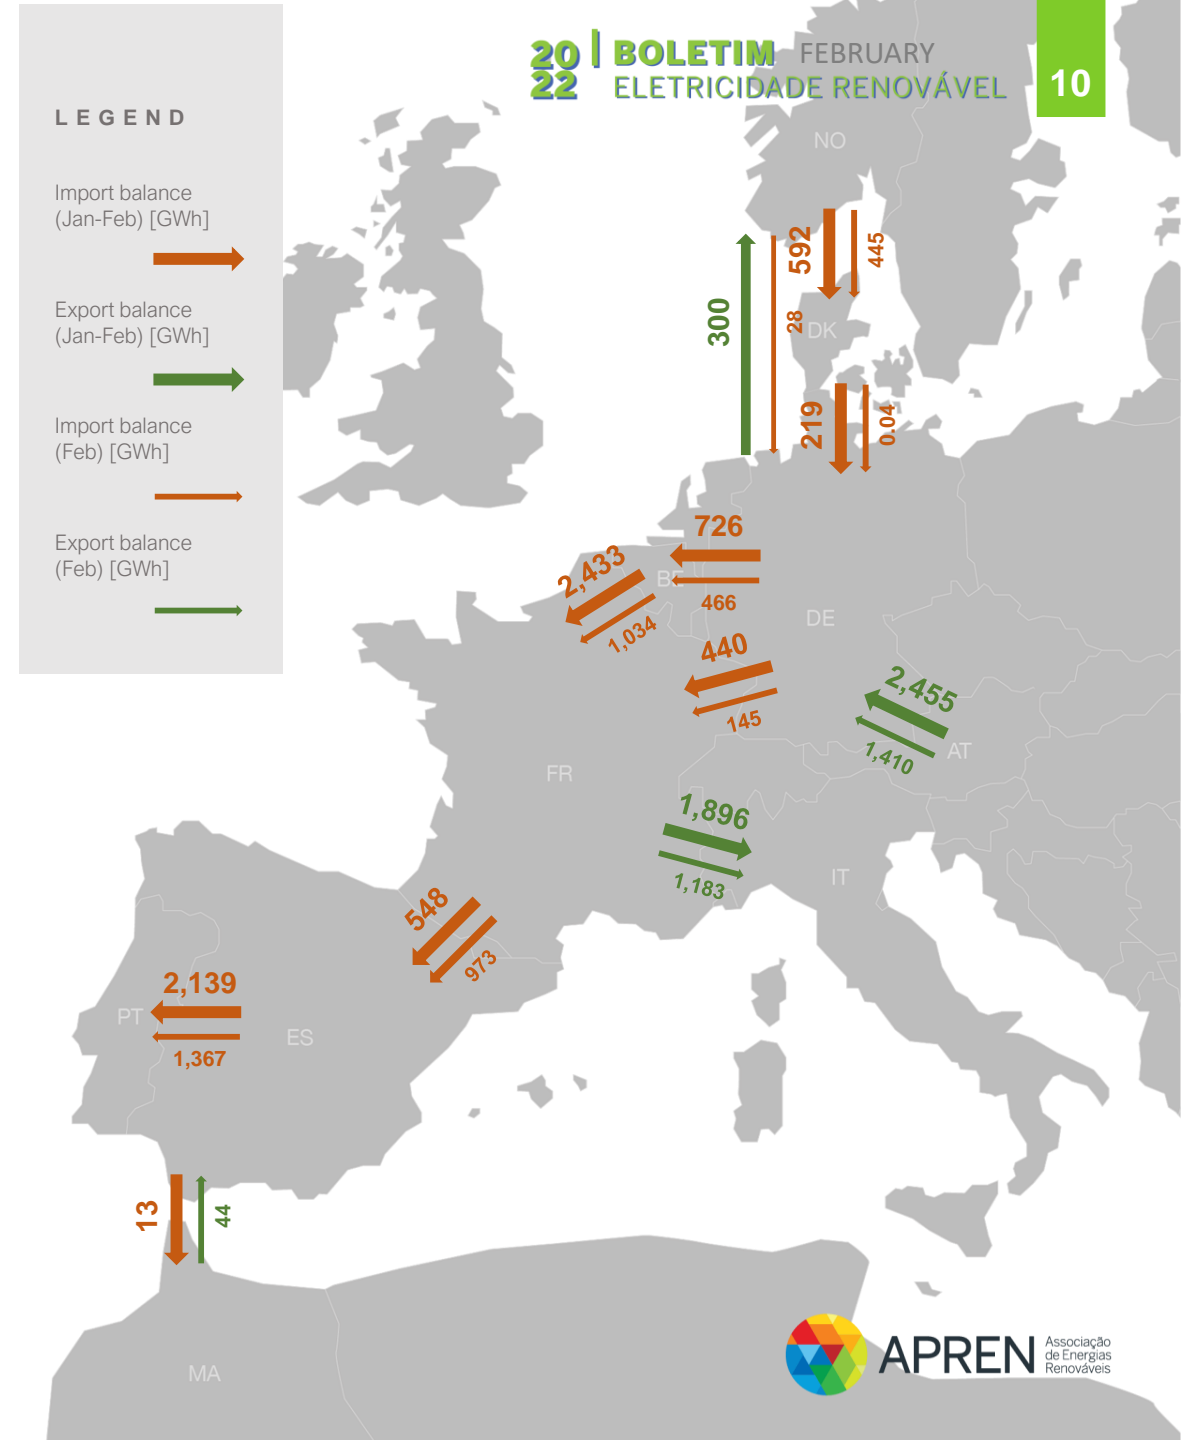 2022 | BOLETIM FEBRUARY
ELETRICIDADE RENOVÁVEL
10
LEGEND
Import balance
(Jan-Feb) [GWh]
Export balance
(Jan-Feb) [GWh]
Import balance
(Feb) [GWh]
Export balance
(Feb) [GWh]
NO
592
445
300
28
DK
219
0.04
726
2,433
BE
466
1,034
DE
440
145
2,455
1,410
AT
FR
1,896
1,183
IT
548
973
2,139
PT
ES
1,367
13
44
MA
APREN
Associação
de Energias
Renováveis